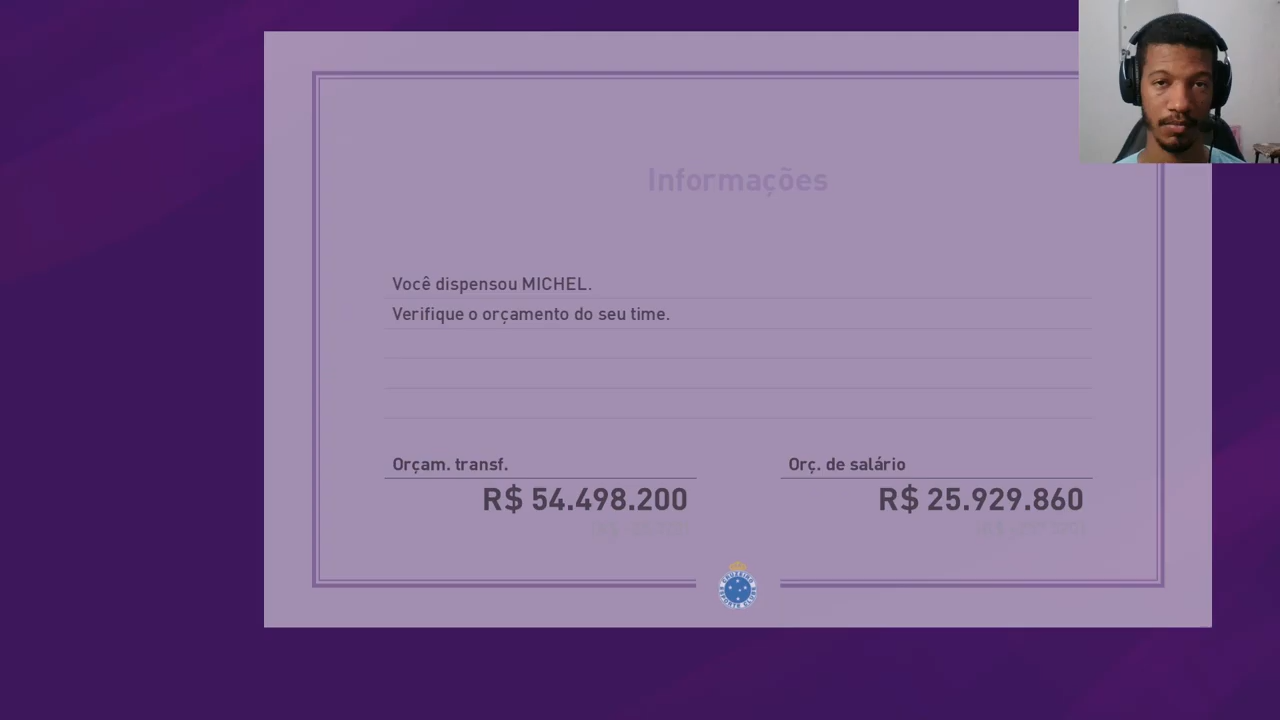 Informações
Você dispensou MICHEL.
Verifique o orçamento do seu time.
Orçam. transf.
Orç. de salário
R$ 54.498.200
R$ 25.929.860